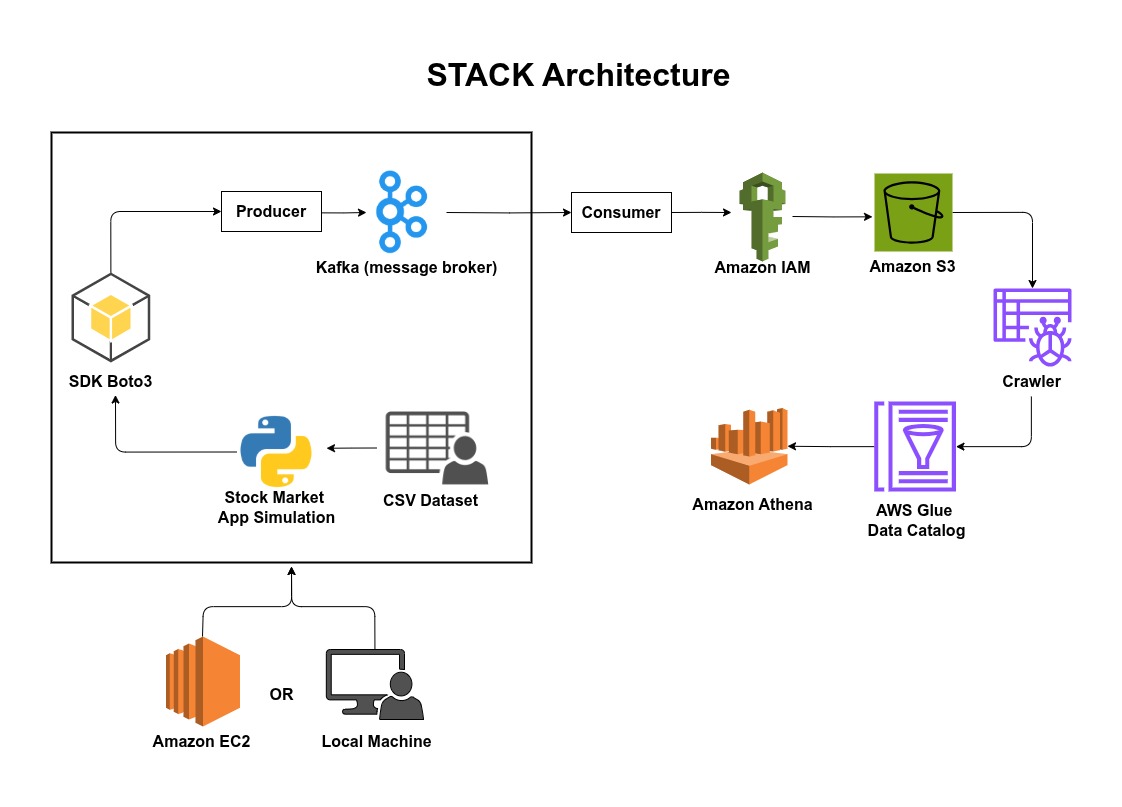 STACK Architecture
Producer
Kafka (message broker)
Consumer
Amazon IAM
Amazon S3
SDK Boto3
Crawler
Stock Market
App Simulation
CSV Dataset
Amazon Athena
AWS Glue
Data Catalog
Amazon EC2
OR
Local Machine